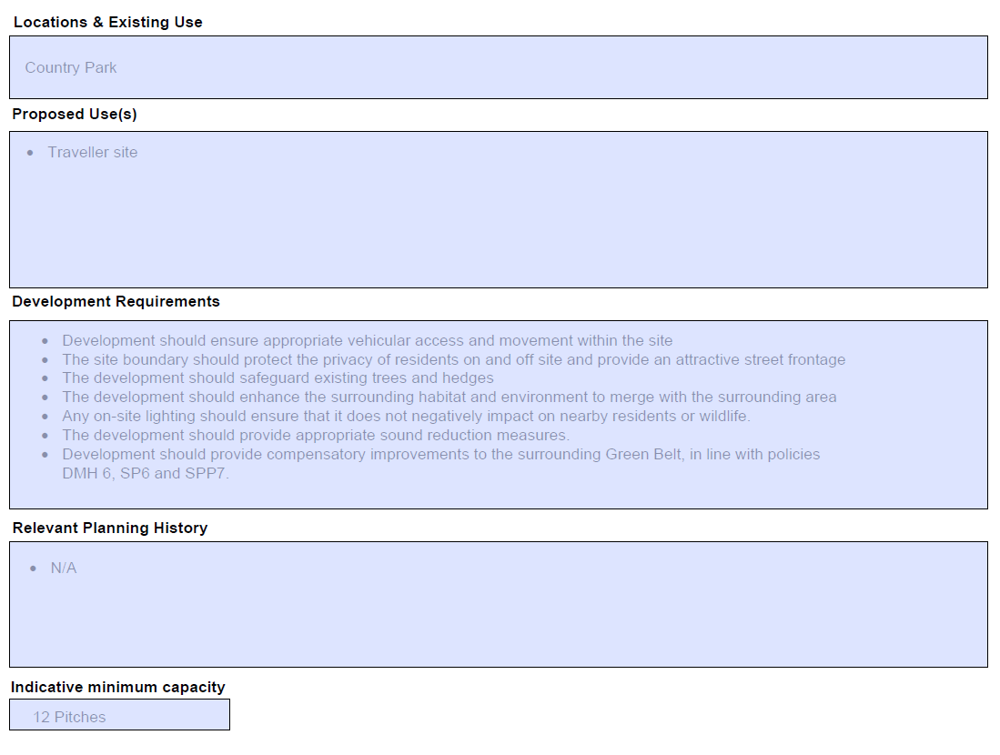 Locations & Existing Use
Country Park
Proposed Use(s)
• Traveller site
Development Requirements
• Development should ensure appropriate vehicular access and movement within the site
• The site boundary should protect the privacy of residents on and off site and provide an attractive street frontage
• The development should safeguard existing trees and hedges
• The development should enhance the surrounding habitat and environment to merge with the surrounding area
• Any on-site lighting should ensure that it does not negatively impact on nearby residents or wildlife.
• The development should provide appropriate sound reduction measures.
• Development should provide compensatory improvements to the surrounding Green Belt, in line with policies
DMH 6, SP6 and SPP7.
Relevant Planning History
• N/A
Indicative minimum capacity
12 Pitches